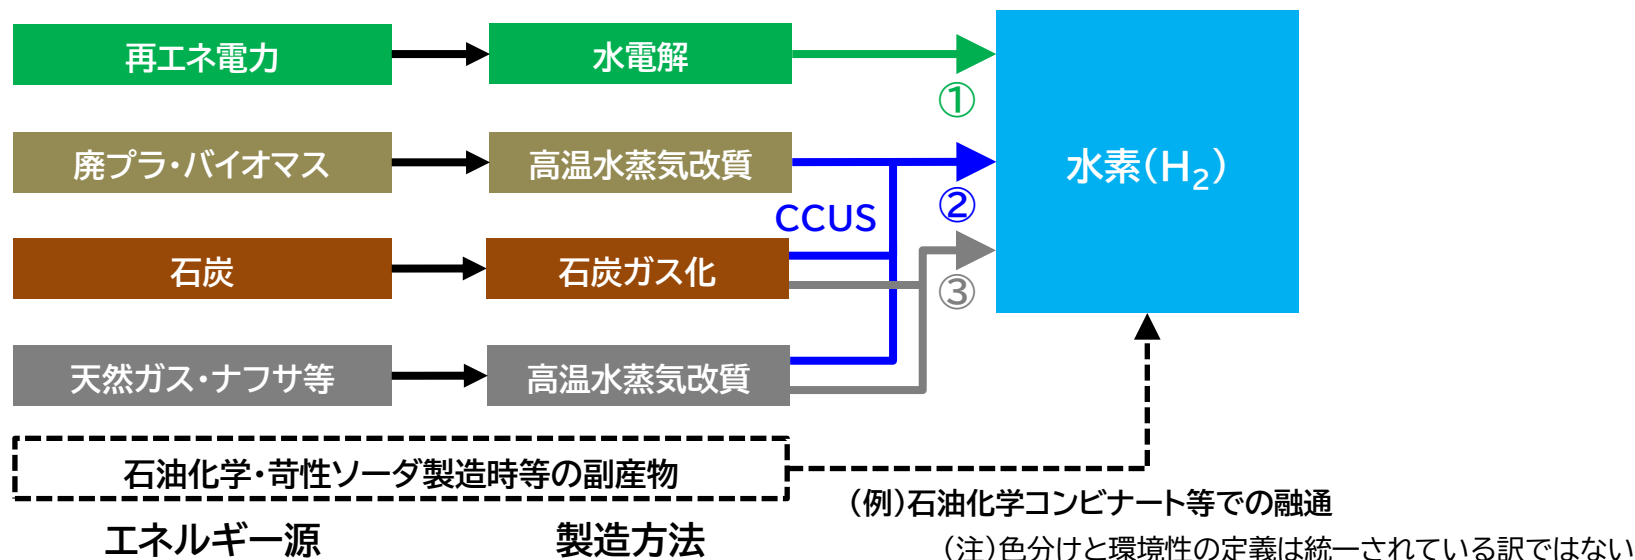 再エネ電力
水電解
①
廃プラ・バイオマス
高温水蒸気改質
水素(H₂)
②
CCUS
石炭
石炭ガス化
③
天然ガス・ナフサ等
高温水蒸気改質
石油化学・苛性ソーダ製造時等の副産物
(例)石油化学コンビナート等での融通
エネルギー源
製造方法
(注)色分けと環境性の定義は統一されている訳ではない